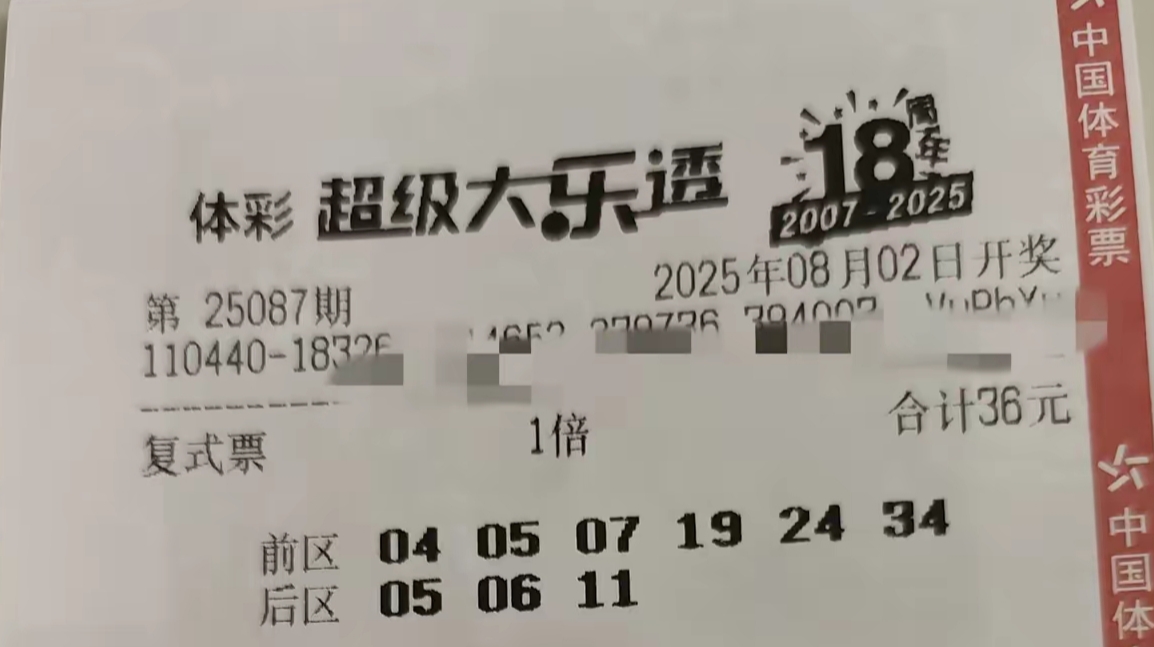 体彩 超级大乐透 18周年
2007-2025
第 25087期 2025年08月02日开奖
110440-18326
复式票 1倍 合计36元
前区 04 05 07 19 24 34
后区 05 06 11
中国体育彩票
中国体